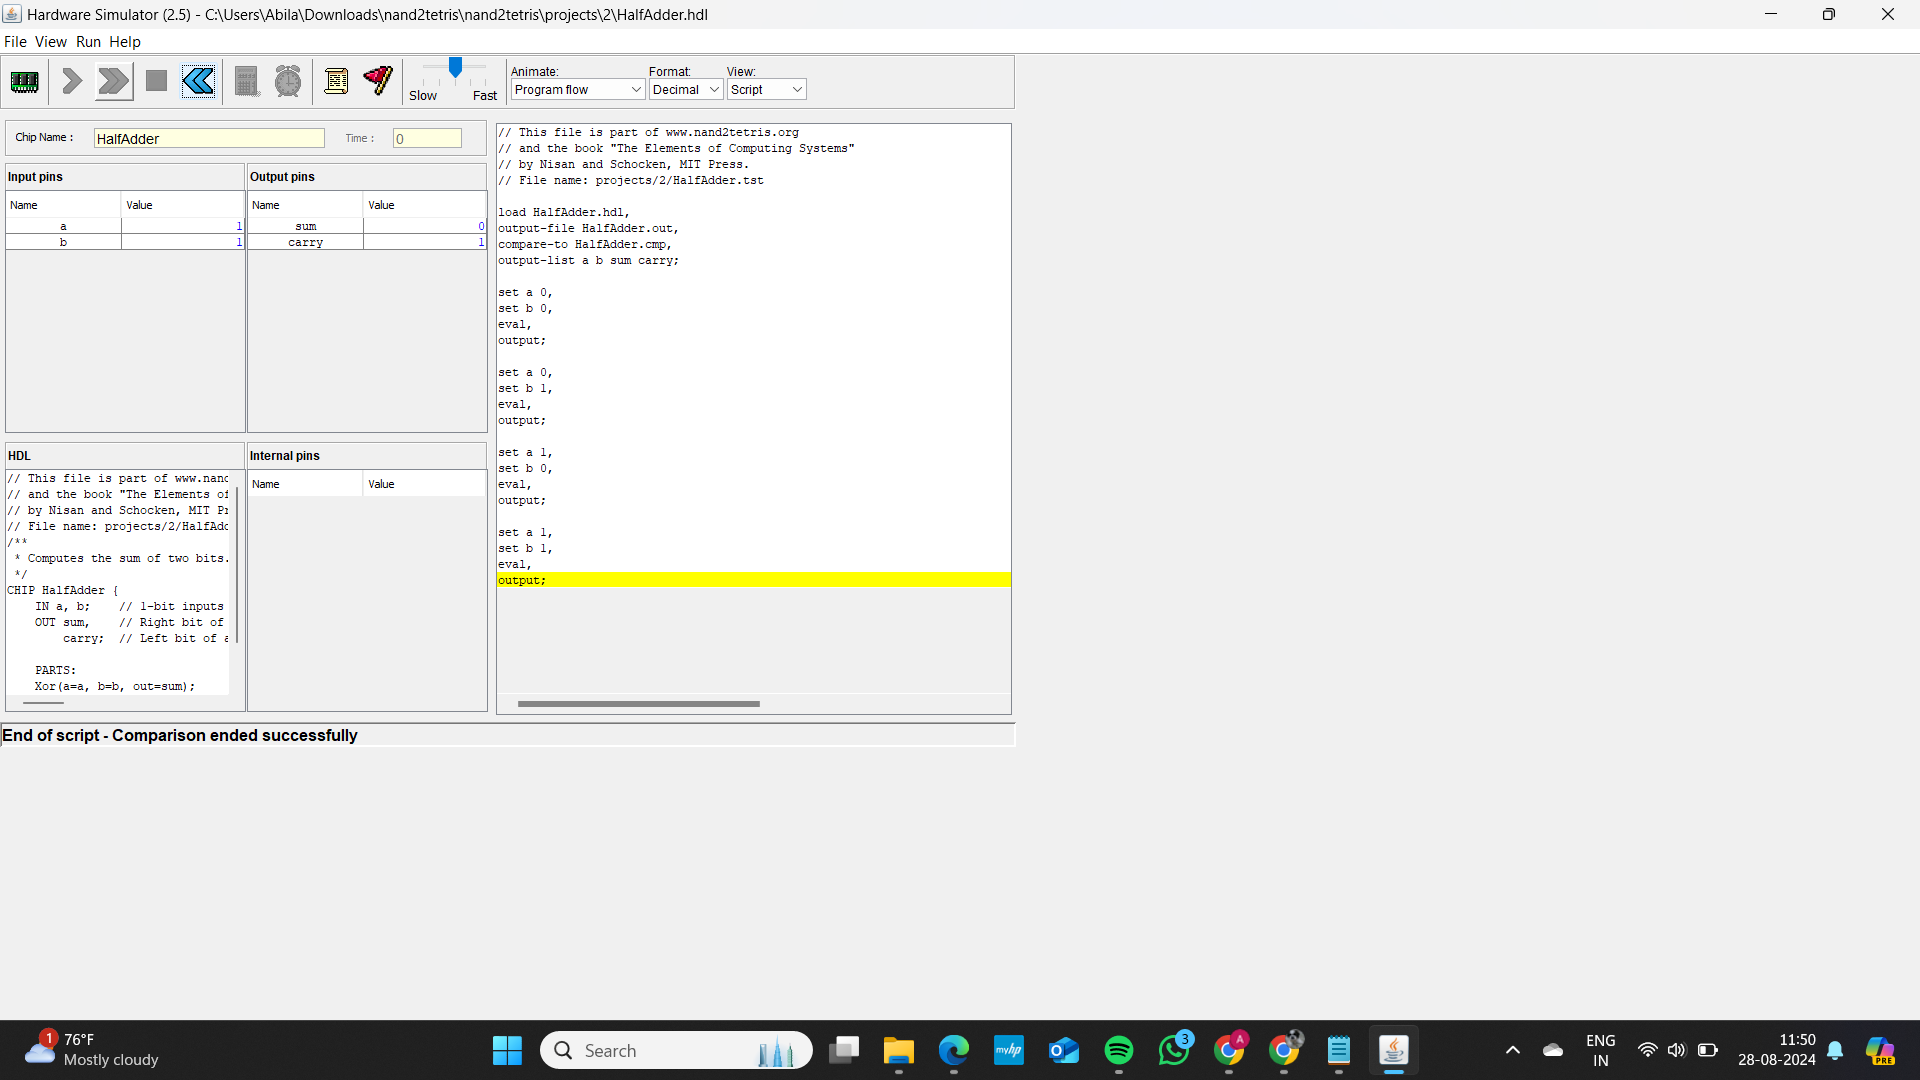 Hardware Simulator (2.5) - C:\Users\Abila\Downloads\nand2tetris\nand2tetris\projects\2\HalfAdder.hdl
File View Run Help
Slow Fast
Animate:
Program flow
Format:
Decimal
View:
Script
Chip Name : HalfAdder Time : 0
Input pins
Name Value
a 1
b 1
Output pins
Name Value
sum 0
carry 1
HDL
// This file is part of www.nand
// and the book "The Elements of
// by Nisan and Schocken, MIT Pr
// File name: projects/2/HalfAdd
/**
* Computes the sum of two bits.
*/
CHIP HalfAdder {
IN a, b; // 1-bit inputs
OUT sum, // Right bit of
carry; // Left bit of a
PARTS:
Xor(a=a, b=b, out=sum);
Internal pins
Name Value
// This file is part of www.nand2tetris.org
// and the book "The Elements of Computing Systems"
// by Nisan and Schocken, MIT Press.
// File name: projects/2/HalfAdder.tst
load HalfAdder.hdl,
output-file HalfAdder.out,
compare-to HalfAdder.cmp,
output-list a b sum carry;
set a 0,
set b 0,
eval,
output;
set a 0,
set b 1,
eval,
output;
set a 1,
set b 0,
eval,
output;
set a 1,
set b 1,
eval,
output;
End of script - Comparison ended successfully
1
76°F
Mostly cloudy
Search
myhp
3
A
ENG
IN
11:50
28-08-2024
PRE